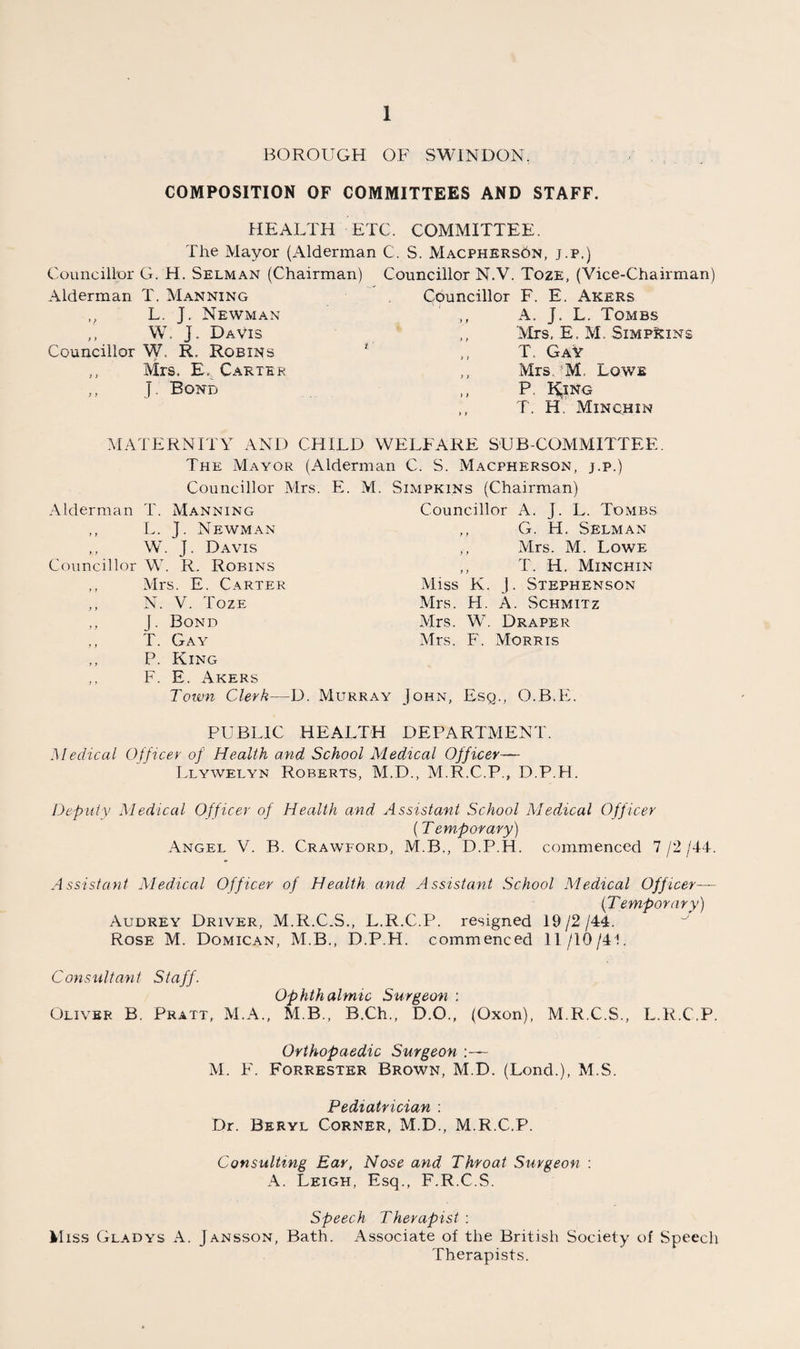 1
BOROUGH OF SWINDON.
COMPOSITION OF COMMITTEES AND STAFF.
HEALTH ETC. COMMITTEE.
The Mayor (Alderman C. S. Macpherson, J.P.)
Councillor G. H. Selman (Chairman) Councillor N.V. Toze, (Vice-Chairman)
Alderman T. Manning
,, L. J. Newman
,, W. J. Davis
Councillor W. R. Robins
,, Mrs. E. Carter
,, J. Bond
Councillor F. E. Akers
,, A. J. L. Tombs
,, Mrs. E. M. Simpkins
,, T. Gay
,, Mrs. M. Lowe
,, P. King
,, T. H. Minchin
MATERNITY AND CHILD WELFARE SUB-COMMITTEE.
The Mayor (Alderman C. S. Macpherson, J.P.)
Councillor Mrs. E. M. Simpkins (Chairman)
Alderman T. Manning
,, L. J. Newman
,, W. J. Davis
Councillor W. R. Robins
,, Mrs. E. Carter
,, N. V. Toze
,, J. Bond
,, T. Gay
,, P. King
,, F. E. Akers
Councillor A. J. L. Tombs
,, G. H. Selman
,, Mrs. M. Lowe
,, T. H. Minchin
Miss K. J. Stephenson
Mrs. H. A. Schmitz
Mrs. W. Draper
Mrs. F. Morris
Town Clerk—D. Murray John, Esq., O.B.E.
PUBLIC HEALTH DEPARTMENT.
Medical Officer of Health and School Medical Officer—
Llywelyn Roberts, M.D., M.R.C.P., D.P.H.
Deputy Medical Officer of Health and Assistant School Medical Officer
(Temporary)
Angel V. B. Crawford, M.B., D.P.H. commenced 7/2/44.
Assistant Medical Officer of Health and Assistant School Medical Officer—
(Temporary)
Audrey Driver, M.R.C.S., L.R.C.P. resigned 19/2/44.
Rose M. Domican, M.B., D.P.H. commenced 11/10/41.
Consultant Staff.
Ophthalmic Surgeon :
Oliver B. Pratt, M.A., M.B., B.Ch., D.O., (Oxon), M.R.C.S., L.R.C.P.
Orthopaedic Surgeon :—
M. F. Forrester Brown, M.D. (Lond.), M.S.
Pediatrician :
Dr. Beryl Corner, M.D., M.R.C.P.
Consulting Ear, Nose and Throat Surgeon :
A. Leigh, Esq., F.R.C.S.
Speech Therapist :
Miss Gladys A. Jansson, Bath. Associate of the British Society of Speech
Therapists.